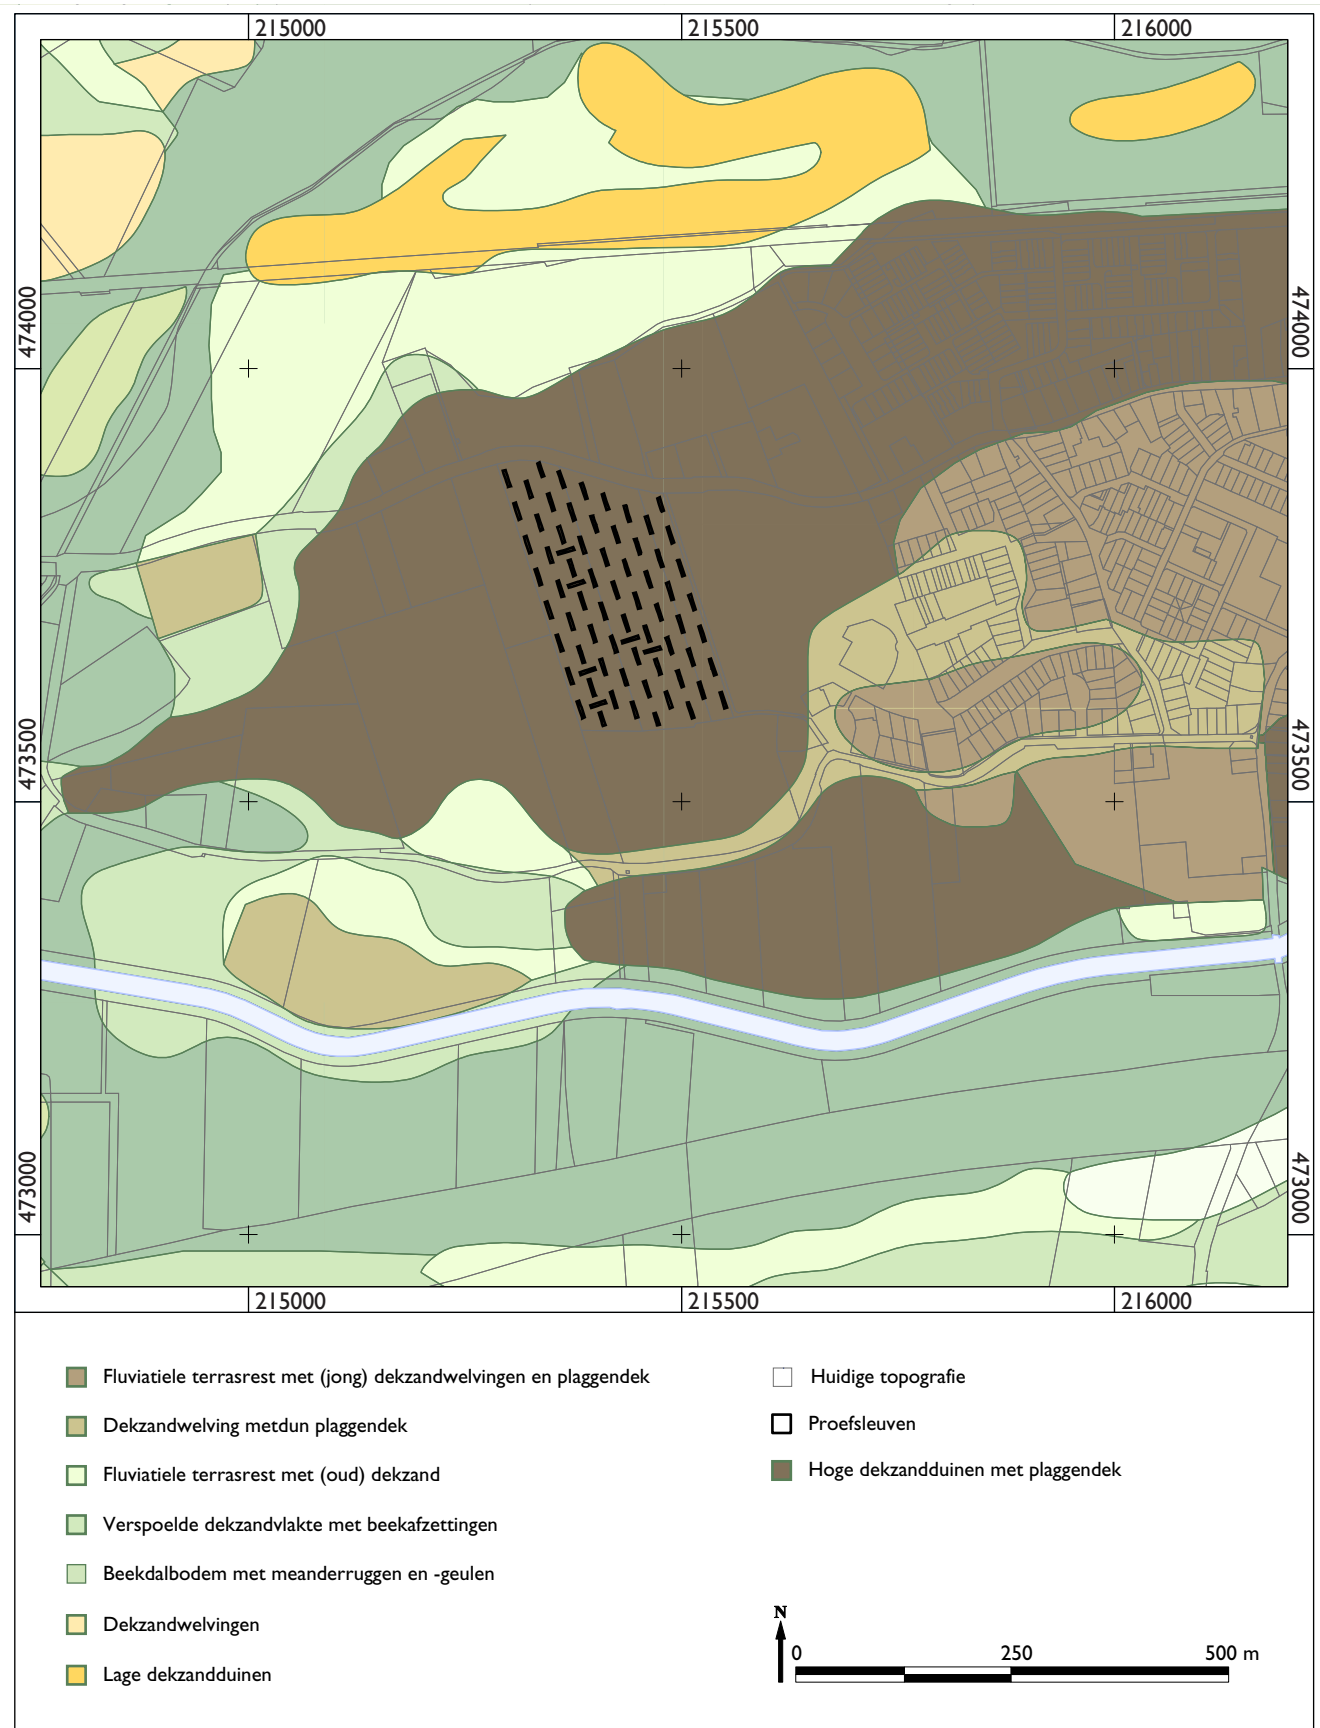 215000
215500
216000
474000
474000
473500
473500
473000
473000
215000
215500
216000
Fluviatiele terrasrest met (jong) dekzandwelvingen en plaggendek
Dekzandwelving metdun plaggendek
Fluviatiele terrasrest met (oud) dekzand
Verspoelde dekzandvlakte met beekafzettingen
Beekdalbodem met meanderruggen en -geulen
Dekzandwelvingen
Lage dekzandduinen
Huidige topografie
Proefsleuven
Hoge dekzandduinen met plaggendek
N
0 250 500 m